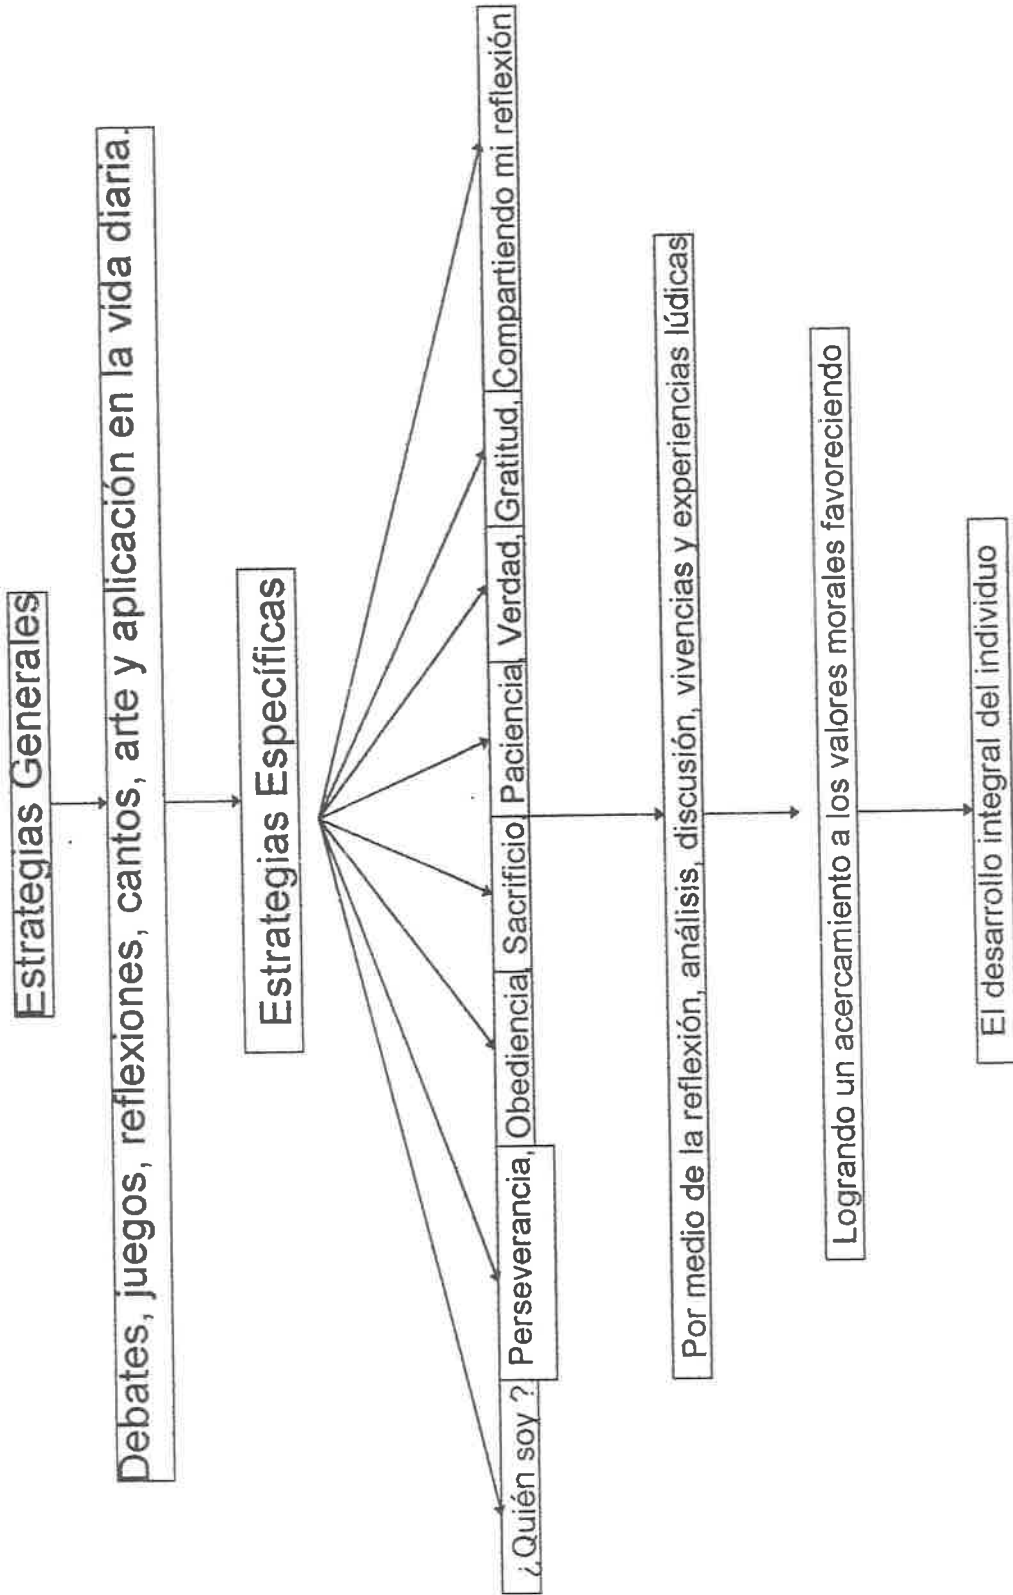 Estrategias Generales
Debates, juegos, reflexiones, cantos, arte y aplicación en la vida diaria.
Estrategias Específicas
¿Quién soy ?
Perseverancia,
Obediencia,
Sacrificio,
Paciencia,
Verdad,
Gratitud,
Compartiendo mi reflexión
Por medio de la reflexión, análisis, discusión, vivencias y experiencias lúdicas
Logrando un acercamiento a los valores morales favoreciendo
El desarrollo integral del individuo